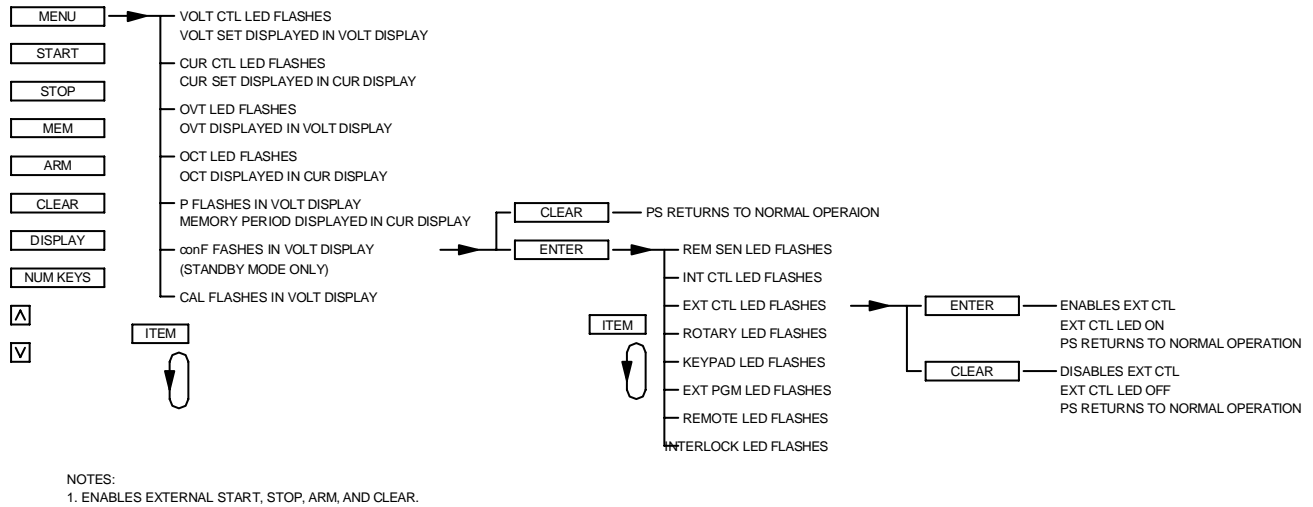 MENU
START
STOP
MEM
ARM
CLEAR
DISPLAY
NUM KEYS
VOLT CTL LED FLASHES
VOLT SET DISPLAYED IN VOLT DISPLAY
CUR CTL LED FLASHES
CUR SET DISPLAYED IN CUR DISPLAY
OVT LED FLASHES
OVT DISPLAYED IN VOLT DISPLAY
OCT LED FLASHES
OCT DISPLAYED IN CUR DISPLAY
P FLASHES IN VOLT DISPLAY
MEMORY PERIOD DISPLAYED IN CUR DISPLAY
conF FASHES IN VOLT DISPLAY
(STANDBY MODE ONLY)
CAL FLASHES IN VOLT DISPLAY
ITEM
CLEAR
PS RETURNS TO NORMAL OPERAION
ENTER
REM SEN LED FLASHES
INT CTL LED FLASHES
EXT CTL LED FLASHES
ROTARY LED FLASHES
KEYPAD LED FLASHES
EXT PGM LED FLASHES
REMOTE LED FLASHES
INTERLOCK LED FLASHES
ITEM
ENTER
ENABLES EXT CTL
EXT CTL LED ON
PS RETURNS TO NORMAL OPERATION
CLEAR
DISABLES EXT CTL
EXT CTL LED OFF
PS RETURNS TO NORMAL OPERATION
NOTES:
1. ENABLES EXTERNAL START, STOP, ARM, AND CLEAR.